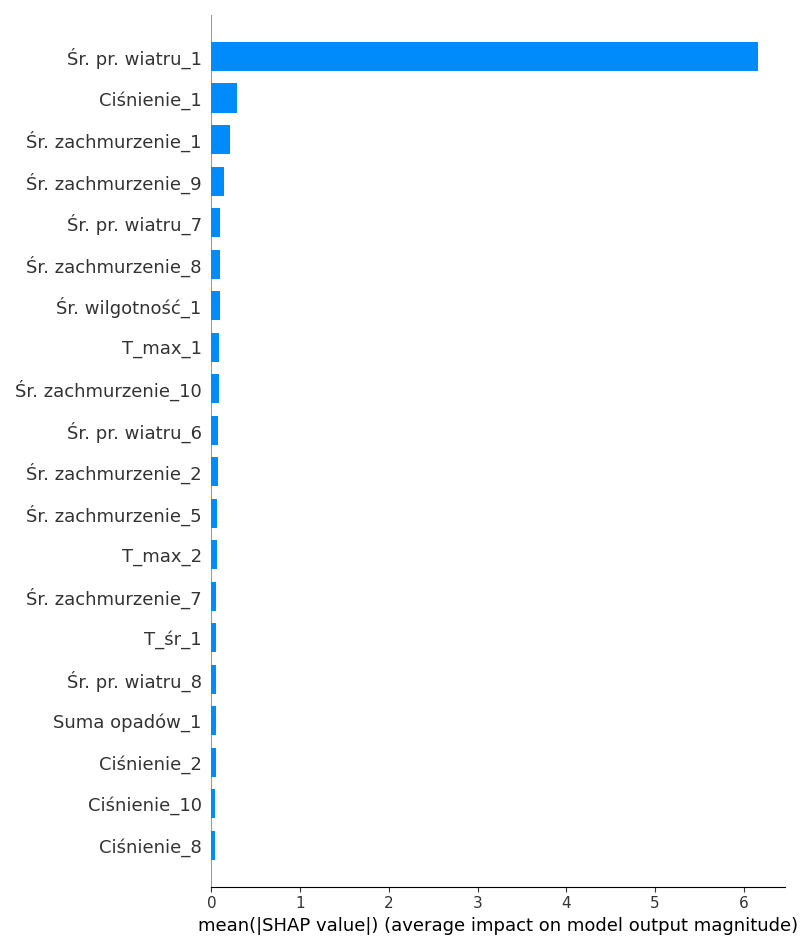 Śr. pr. wiatru_1
Ciśnienie_1
Śr. zachmurzenie_1
Śr. zachmurzenie_9
Śr. pr. wiatru_7
Śr. zachmurzenie_8
Śr. wilgotność_1
T_max_1
Śr. zachmurzenie_10
Śr. pr. wiatru_6
Śr. zachmurzenie_2
Śr. zachmurzenie_5
T_max_2
Śr. zachmurzenie_7
T_śr_1
Śr. pr. wiatru_8
Suma opadów_1
Ciśnienie_2
Ciśnienie_10
Ciśnienie_8
0 1 2 3 4 5 6
mean(|SHAP value|) (average impact on model output magnitude)